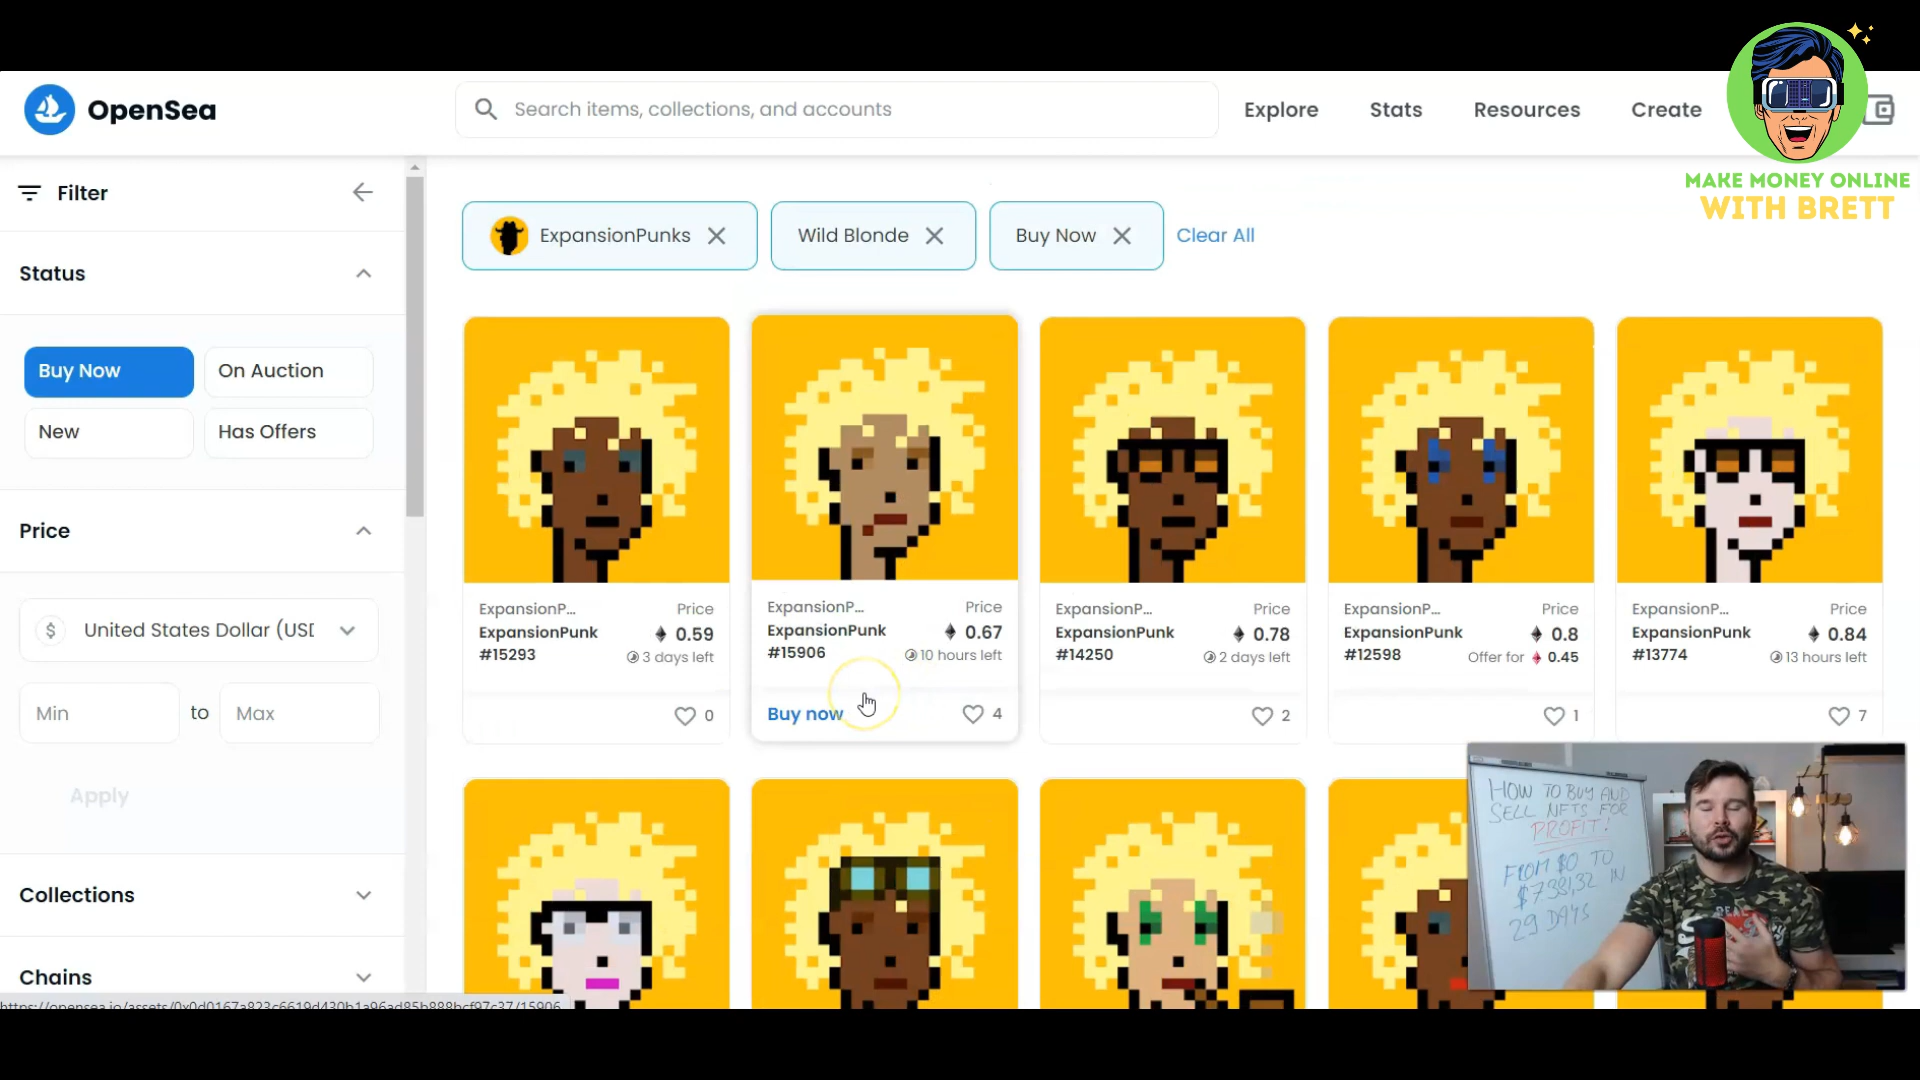 MAKE MONEY ONLINE
WITH BRETT
OpenSea
Search items, collections, and accounts
Explore
Stats
Resources
Create
Filter
ExpansionPunks
Wild Blonde
Buy Now
Clear All
Status
Buy Now
On Auction
New
Has Offers
Price
United States Dollar (USD
Min
to
Max
Apply
Collections
Chains
ExpansionP...
Price
ExpansionPunk
0.59
#15293
3 days left
0
ExpansionP...
Price
ExpansionPunk
0.67
#15906
10 hours left
Buy now
4
ExpansionP...
Price
ExpansionPunk
0.78
#14250
2 days left
2
ExpansionP...
Price
ExpansionPunk
0.8
#12598
Offer for
0.45
1
ExpansionP...
Price
ExpansionPunk
0.84
#13774
13 hours left
7
HOW TO BUY AND
SELL NFTS FOR
PROFIT!
FROM $0 TO
$7381,32 IN
29 DAYS